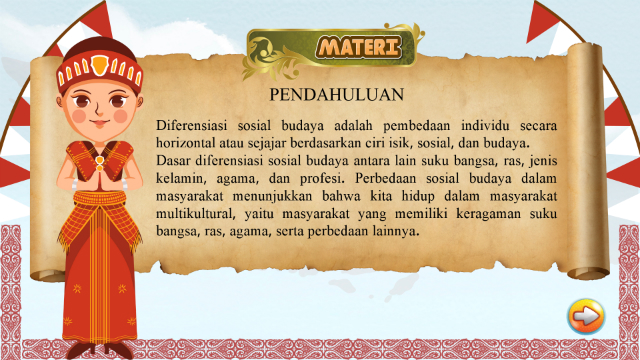 MATERI
PENDAHULUAN
Diferensiasi sosial budaya adalah pembedaan individu secara
horizontal atau sejajar berdasarkan ciri isik, sosial, dan budaya.
Dasar diferensiasi sosial budaya antara lain suku bangsa, ras, jenis
kelamin, agama, dan profesi. Perbedaan sosial budaya dalam
masyarakat menunjukkan bahwa kita hidup dalam masyarakat
multikultural, yaitu masyarakat yang memiliki keragaman suku
bangsa, ras, agama, serta perbedaan lainnya.